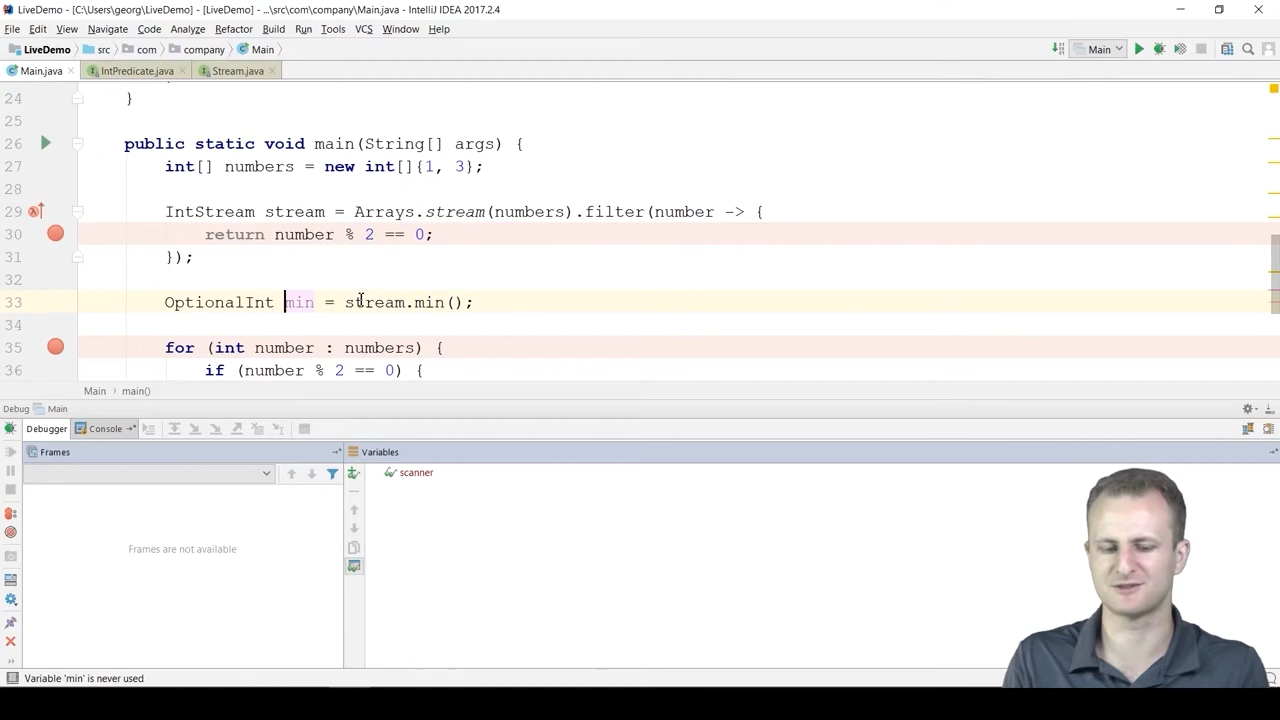 LiveDemo - [C:\Users\georg\LiveDemo] - [LiveDemo] - ...\src\com\company\Main.java - IntelliJ IDEA 2017.2.4
File Edit View Navigate Code Analyze Refactor Build Run Tools VCS Window Help
LiveDemo src com company Main Main
Main.java IntPredicate.java Stream.java
24 }
25
26 public static void main(String[] args) {
27 int[] numbers = new int[]{1, 3};
28
29 IntStream stream = Arrays.stream(numbers).filter(number -> {
30 return number % 2 == 0;
31 });
32
33 OptionalInt min = stream.min();
34
35 for (int number : numbers) {
36 if (number % 2 == 0) {
Main › main()
Debug Main
Debugger Console
Frames Variables
scanner
Frames are not available
Variable 'min' is never used